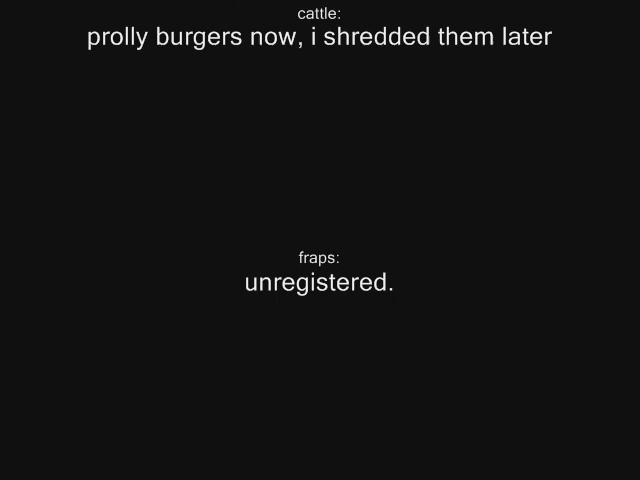 cattle:
prolly burgers now, i shredded them later
fraps:
unregistered.